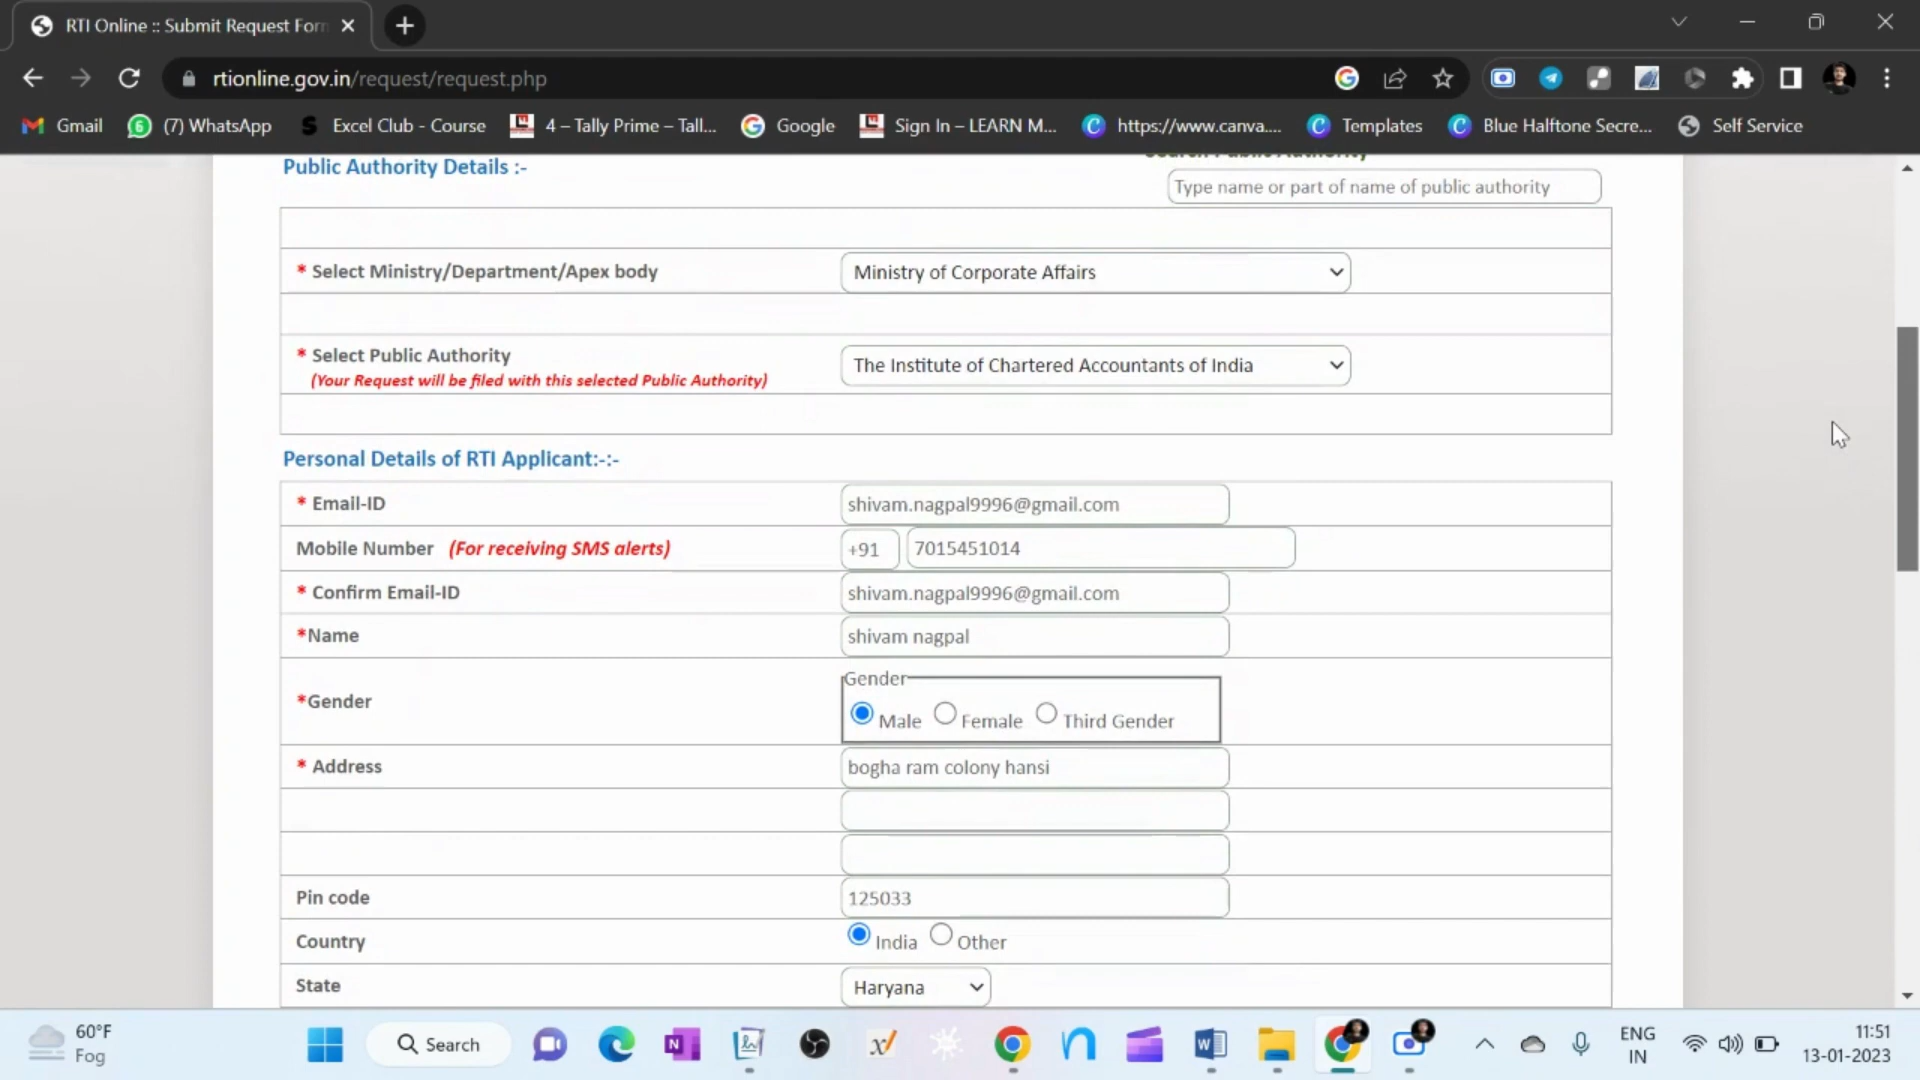 RTI Online :: Submit Request Forn
rtionline.gov.in/request/request.php
Gmail
(7) WhatsApp
Excel Club - Course
4 – Tally Prime – Tall...
Google
Sign In – LEARN M...
https://www.canva....
Templates
Blue Halftone Secre...
Self Service
Public Authority Details :-
Search Public Authority
Type name or part of name of public authority
* Select Ministry/Department/Apex body
Ministry of Corporate Affairs
* Select Public Authority
(Your Request will be filed with this selected Public Authority)
The Institute of Chartered Accountants of India
Personal Details of RTI Applicant:-:-
* Email-ID
shivam.nagpal9996@gmail.com
Mobile Number (For receiving SMS alerts)
+91
7015451014
* Confirm Email-ID
shivam.nagpal9996@gmail.com
*Name
shivam nagpal
*Gender
Gender
Male Female Third Gender
* Address
bogha ram colony hansi
Pin code
125033
Country
India Other
State
Haryana
60°F
Fog
Search
ENG
IN
11:51
13-01-2023